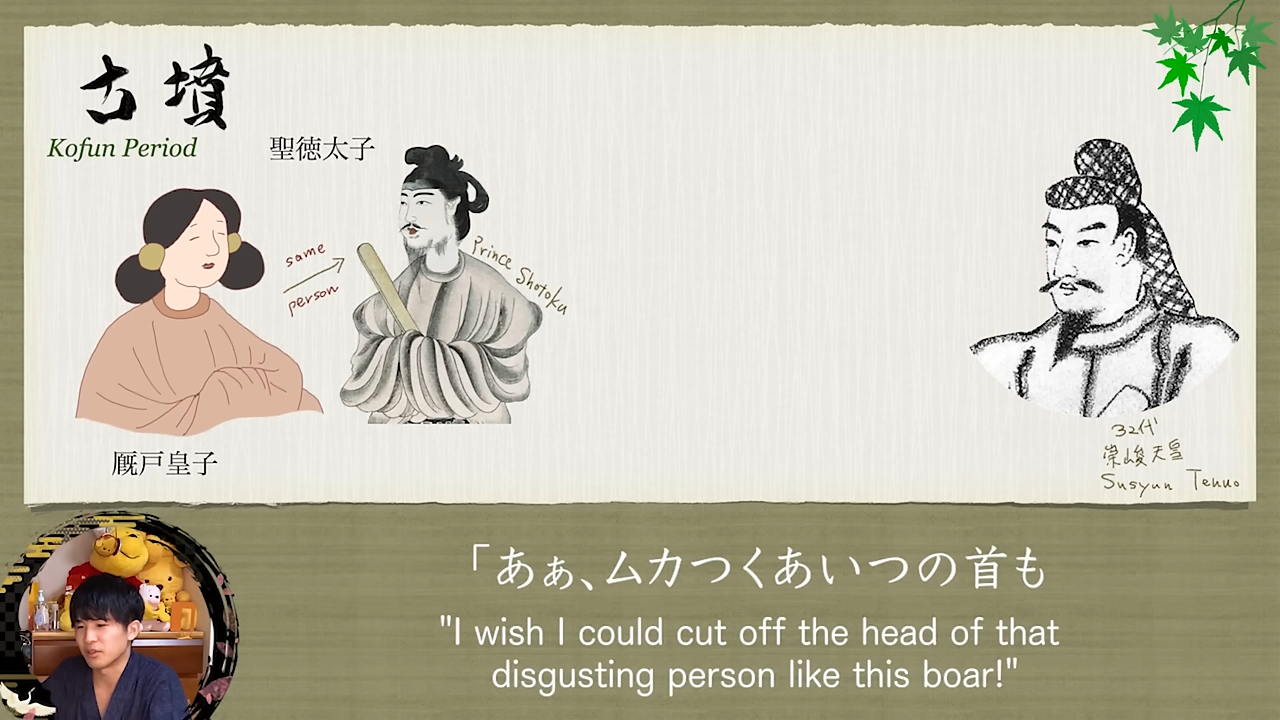 古墳
Kofun Period
聖徳太子
same
person
Prince Shotoku
厩戸皇子
32代
崇峻天皇
Susyun Tenno
「あぁ、ムカつくあいつの首も
"I wish I could cut off the head of that
disgusting person like this boar!"